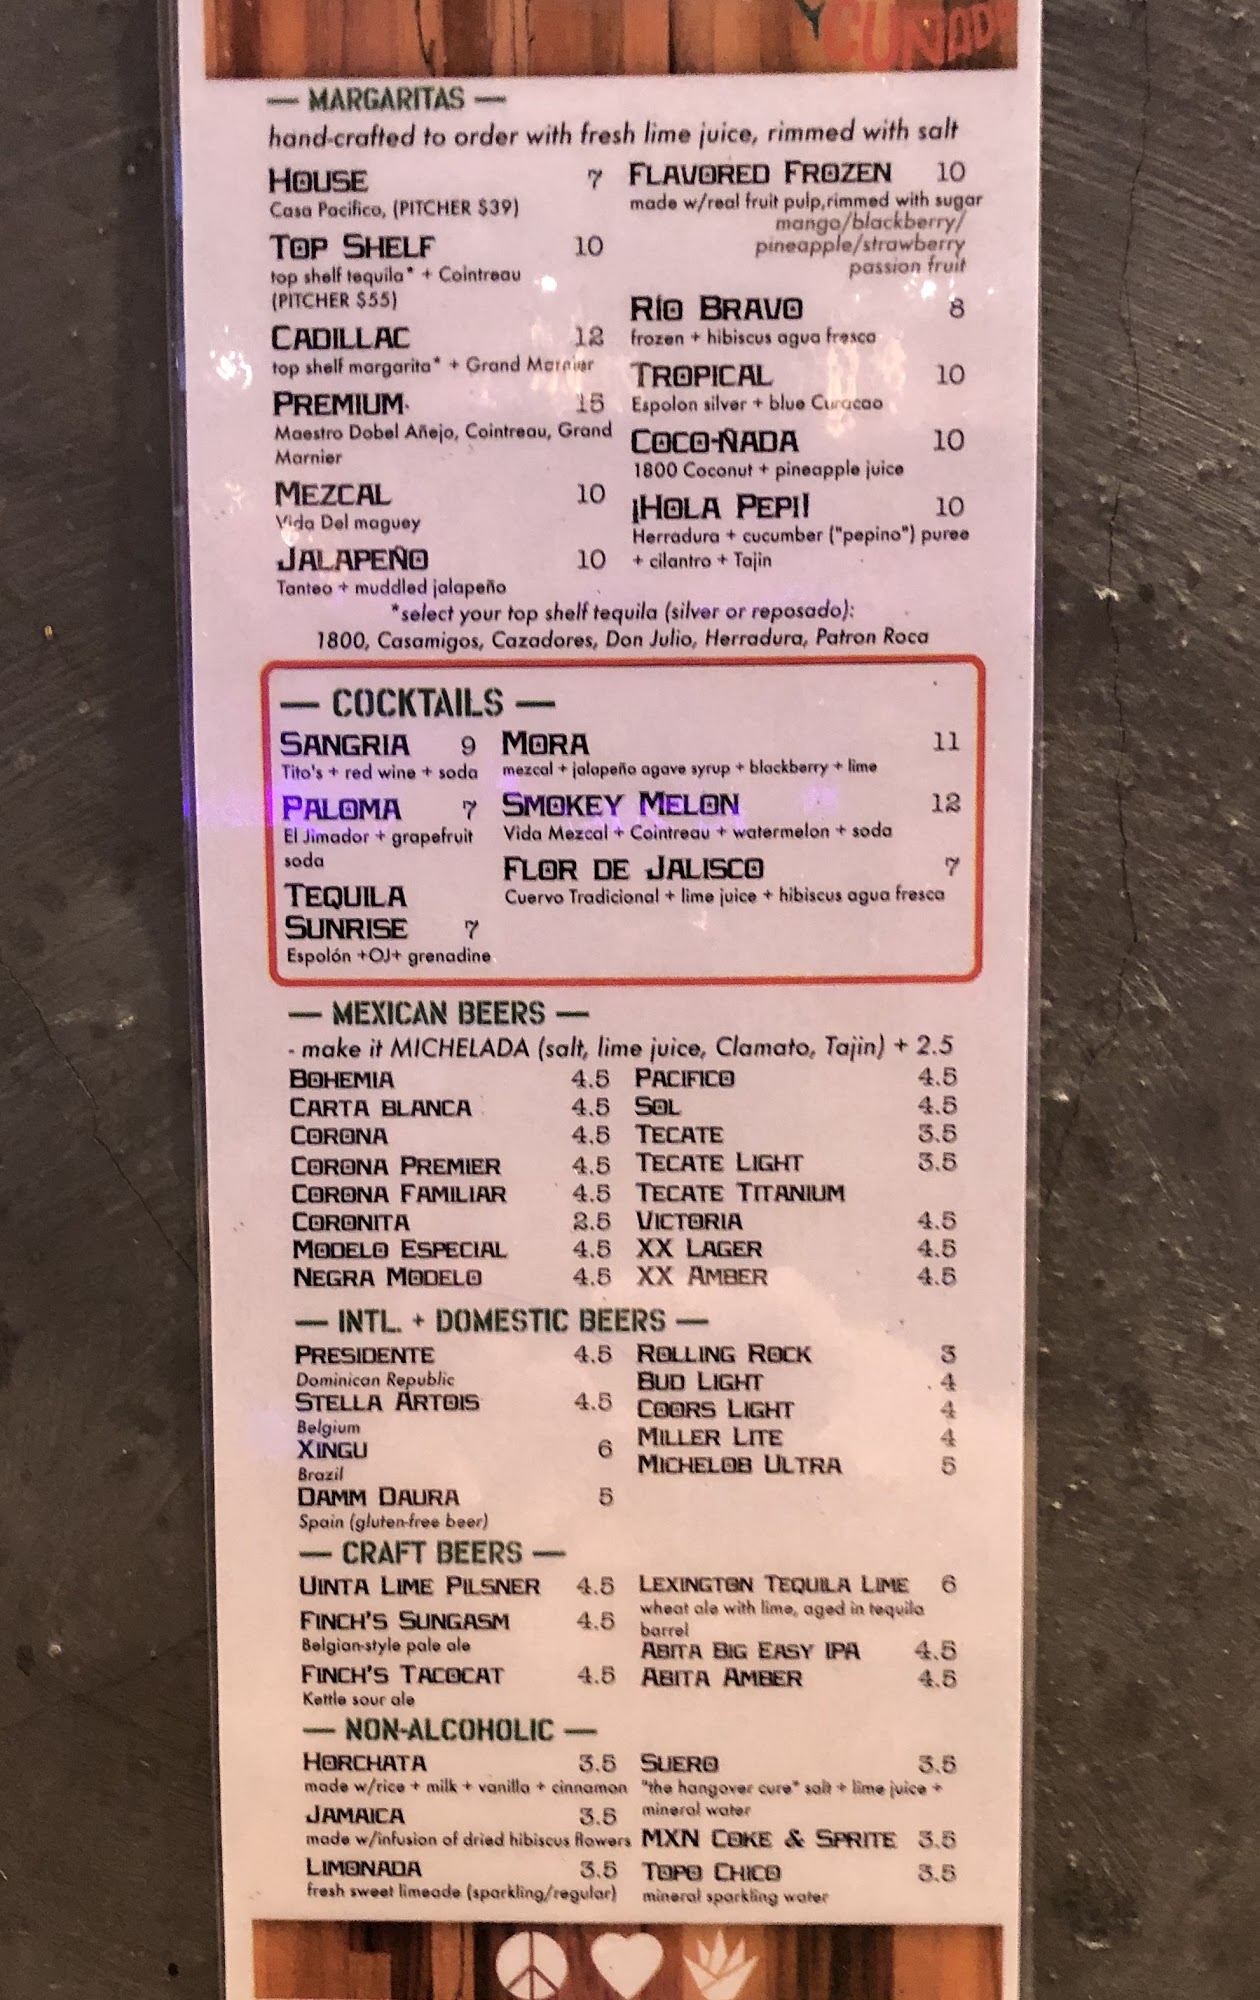 Y
CUÑAD
— MARGARITAS —
hand-crafted to order with fresh lime juice, rimmed with salt
HOUSE 7
Casa Pacifico, (PITCHER $39)
TOP SHELF 10
top shelf tequila* + Cointreau
(PITCHER $55)
CADILLAC 12
top shelf margarita* + Grand Marnier
PREMIUM 15
Maestro Dobel Añejo, Cointreau, Grand
Marnier
MEZCAL 10
Vida Del maguey
JALAPEÑO 10
Tanteo + muddled jalapeño
FLAVORED FROZEN 10
made w/real fruit pulp,rimmed with sugar
mango/blackberry/
pineapple/strawberry
passion fruit
RÍO BRAVO 8
frozen + hibiscus agua fresca
TROPICAL 10
Espolon silver + blue Curacao
COCO-ÑADA 10
1800 Coconut + pineapple juice
¡HOLA PEPI! 10
Herradura + cucumber ("pepino") puree
+ cilantro + Tajin
*select your top shelf tequila (silver or reposado):
1800, Casamigos, Cazadores, Don Julio, Herradura, Patron Roca
— COCKTAILS —
SANGRIA 9
Tito's + red wine + soda
PALOMA 7
El Jimador + grapefruit
soda
TEQUILA
SUNRISE 7
Espolón +OJ+ grenadine
MORA 11
mezcal + jalapeño agave syrup + blackberry + lime
SMOKEY MELON 12
Vida Mezcal + Cointreau + watermelon + soda
FLOR DE JALISCO 7
Cuervo Tradicional + lime juice + hibiscus agua fresca
— MEXICAN BEERS —
- make it MICHELADA (salt, lime juice, Clamato, Tajin) + 2.5
BOHEMIA 4.5
CARTA BLANCA 4.5
CORONA 4.5
CORONA PREMIER 4.5
CORONA FAMILIAR 4.5
CORONITA 2.5
MODELO ESPECIAL 4.5
NEGRA MODELO 4.5
PACIFICO 4.5
SOL 4.5
TECATE 3.5
TECATE LIGHT 3.5
TECATE TITANIUM
VICTORIA 4.5
XX LAGER 4.5
XX AMBER 4.5
— INTL. + DOMESTIC BEERS —
PRESIDENTE 4.5
Dominican Republic
STELLA ARTOIS 4.5
Belgium
XINGU 6
Brazil
DAMM DAURA 5
Spain (gluten-free beer)
ROLLING ROCK 3
BUD LIGHT 4
COORS LIGHT 4
MILLER LITE 4
MICHELOB ULTRA 5
— CRAFT BEERS —
UINTA LIME PILSNER 4.5
FINCH'S SUNGASM 4.5
Belgian-style pale ale
FINCH'S TACOCAT 4.5
Kettle sour ale
LEXINGTON TEQUILA LIME 6
wheat ale with lime, aged in tequila
barrel
ABITA BIG EASY IPA 4.5
ABITA AMBER 4.5
— NON-ALCOHOLIC —
HORCHATA 3.5
made w/rice + milk + vanilla + cinnamon
JAMAICA 3.5
made w/infusion of dried hibiscus flowers
LIMONADA 3.5
fresh sweet limeade (sparkling/regular)
SUERO 3.5
"the hangover cure" salt + lime juice +
mineral water
MXN COKE & SPRITE 3.5
TOPO CHICO 3.5
mineral sparkling water